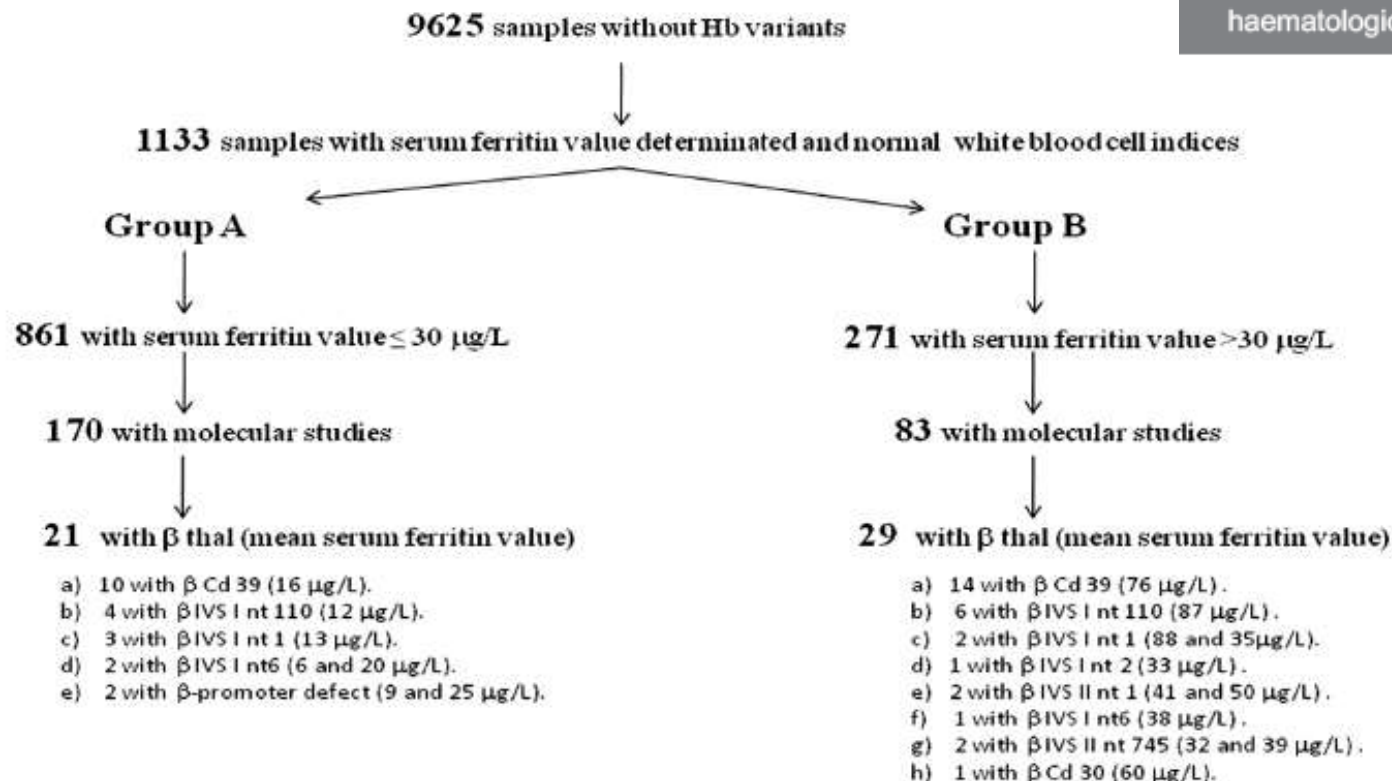 haematologic
9625 samples without Hb variants
1133 samples with serum ferritin value determinated and normal white blood cell indices
Group A
861 with serum ferritin value ≤ 30 µg/L
170 with molecular studies
21 with β thal (mean serum ferritin value)
a) 10 with β Cd 39 (16 µg/L).
b) 4 with β IVS I nt 110 (12 µg/L).
c) 3 with β IVS I nt 1 (13 µg/L).
d) 2 with β IVS I nt6 (6 and 20 µg/L).
e) 2 with β-promoter defect (9 and 25 µg/L).
Group B
271 with serum ferritin value >30 µg/L
83 with molecular studies
29 with β thal (mean serum ferritin value)
a) 14 with β Cd 39 (76 µg/L).
b) 6 with β IVS I nt 110 (87 µg/L).
c) 2 with β IVS I nt 1 (88 and 35µg/L).
d) 1 with β IVS I nt 2 (33 µg/L).
e) 2 with β IVS II nt 1 (41 and 50 µg/L).
f) 1 with β IVS I nt6 (38 µg/L).
g) 2 with β IVS II nt 745 (32 and 39 µg/L).
h) 1 with β Cd 30 (60 µg/L).